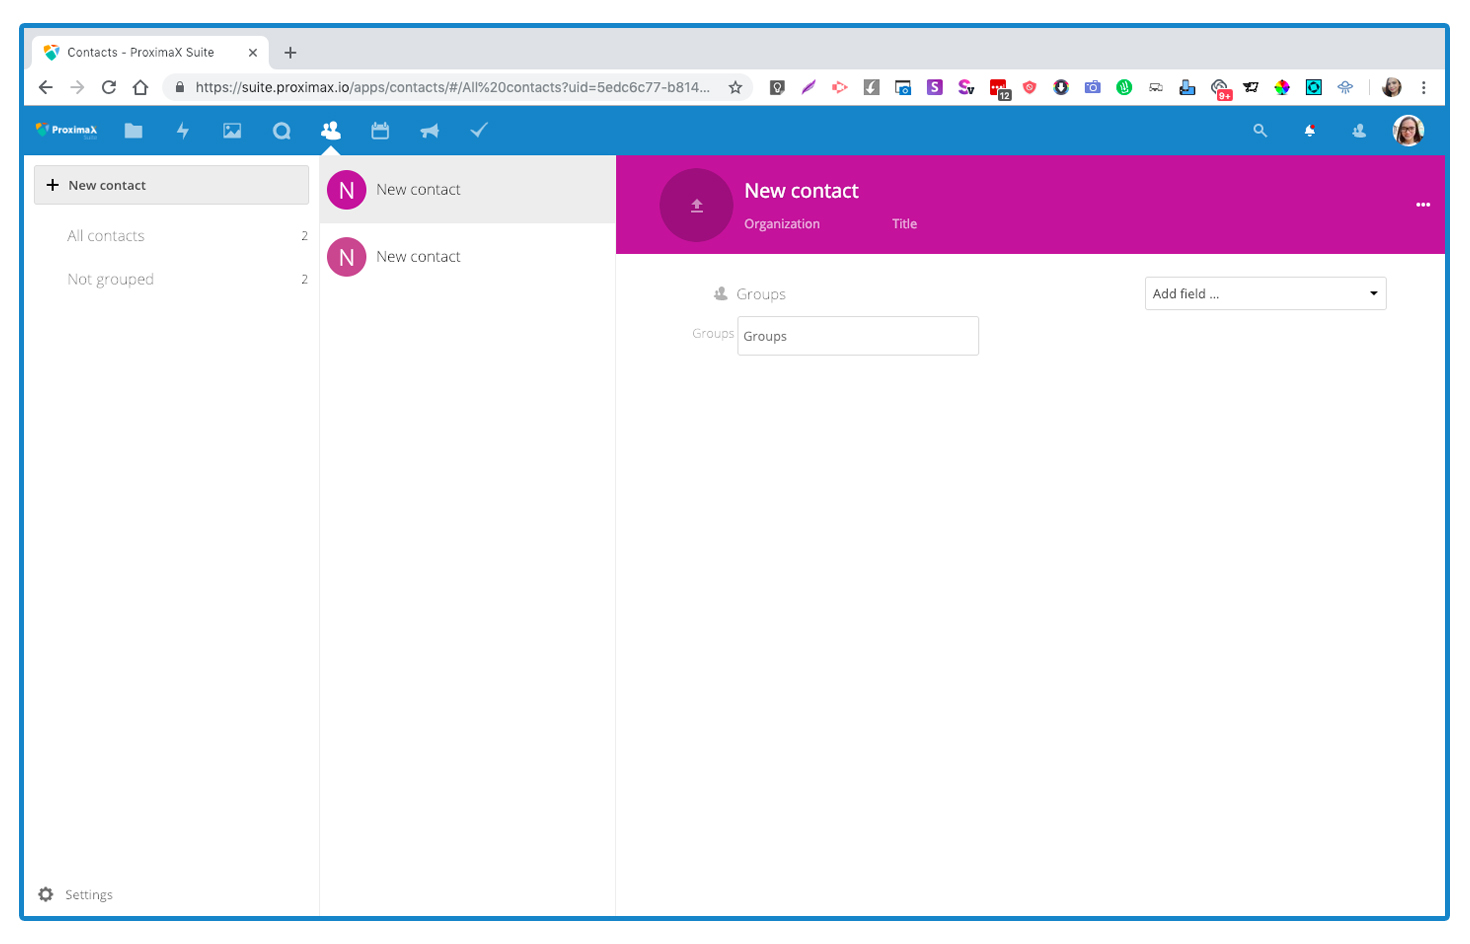 Contacts - ProximaX Suite
https://suite.proximax.io/apps/contacts/#/All%20contacts?uid=5edc6c77-b814...
S
S
v
12
9+
ProximaX
Suite
New contact
All contacts 2
Not grouped 2
Settings
N New contact
N New contact
New contact
Organization Title
Groups
Add field ...
Groups Groups